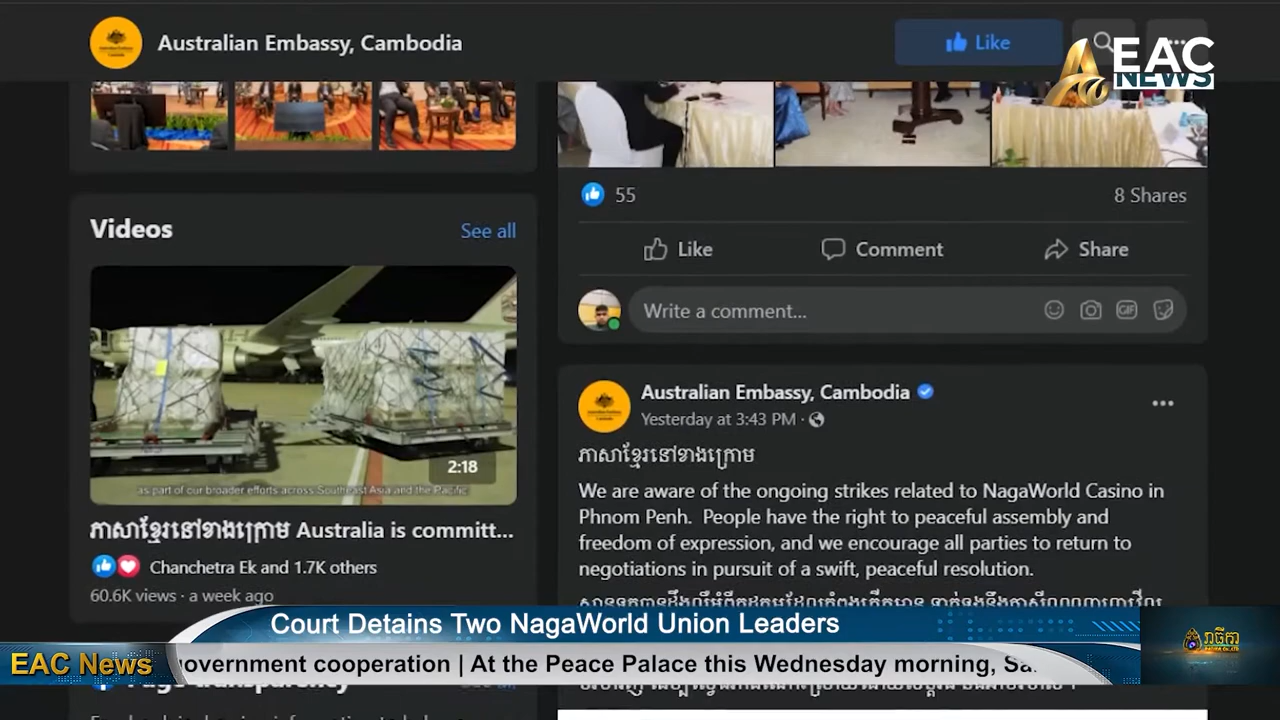 Australian Embassy, Cambodia
Like
EAC
NEWS
Videos
See all
55
8 Shares
Like
Comment
Share
Write a comment...
GIF
2:18
as part of our broader efforts across Southeast Asia and the Pacific
ភាសាខ្មែរនៅខាងក្រោម Australia is committ...
Chanchetra Ek and 1.7K others
60.6K views · a week ago
Australian Embassy, Cambodia
Yesterday at 3:43 PM ·
ភាសាខ្មែរនៅខាងក្រោម
We are aware of the ongoing strikes related to NagaWorld Casino in
Phnom Penh. People have the right to peaceful assembly and
freedom of expression, and we encourage all parties to return to
negotiations in pursuit of a swift, peaceful resolution.
Court Detains Two NagaWorld Union Leaders
EAC News
overnment cooperation | At the Peace Palace this Wednesday morning, Sa